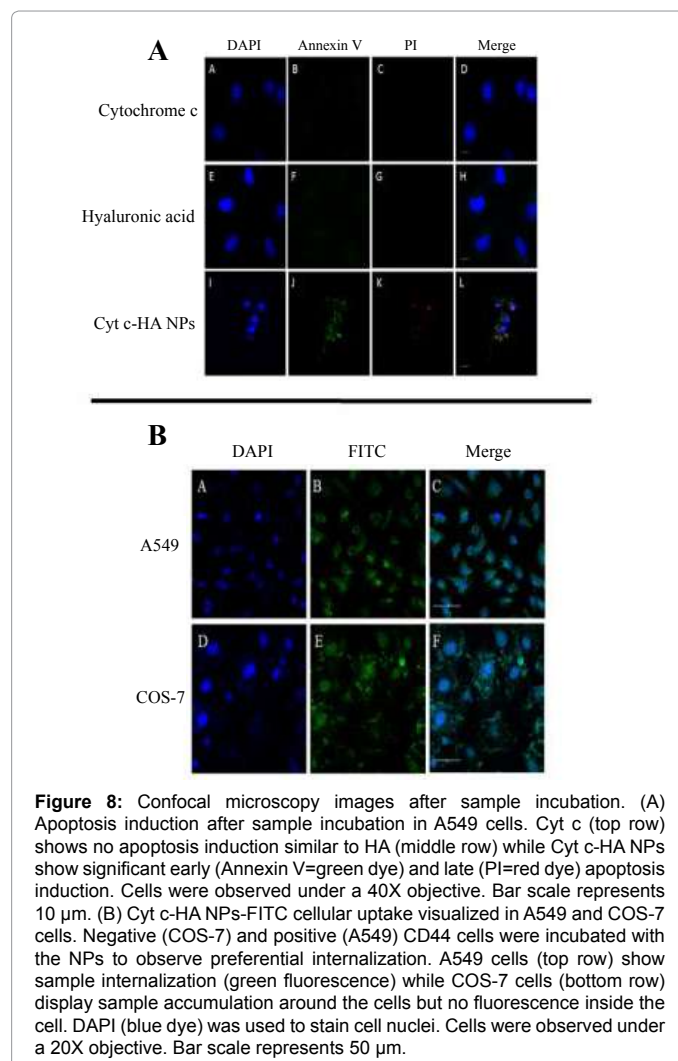 A
DAPI Annexin V PI Merge
A B C D
Cytochrome c
E F G H
Hyaluronic acid
I J K L
Cyt c-HA NPs
B
DAPI FITC Merge
A B C
A549
D E F
COS-7
Figure 8: Confocal microscopy images after sample incubation. (A)
Apoptosis induction after sample incubation in A549 cells. Cyt c (top row)
shows no apoptosis induction similar to HA (middle row) while Cyt c-HA NPs
show significant early (Annexin V=green dye) and late (PI=red dye) apoptosis
induction. Cells were observed under a 40X objective. Bar scale represents
10 μm. (B) Cyt c-HA NPs-FITC cellular uptake visualized in A549 and COS-7
cells. Negative (COS-7) and positive (A549) CD44 cells were incubated with
the NPs to observe preferential internalization. A549 cells (top row) show
sample internalization (green fluorescence) while COS-7 cells (bottom row)
display sample accumulation around the cells but no fluorescence inside the
cell. DAPI (blue dye) was used to stain cell nuclei. Cells were observed under
a 20X objective. Bar scale represents 50 μm.